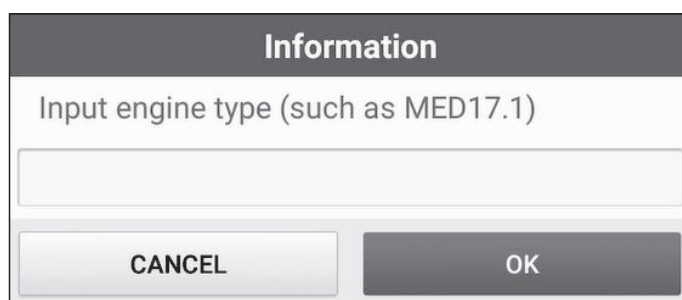 Information
Input engine type (such as MED17.1)
CANCEL
OK